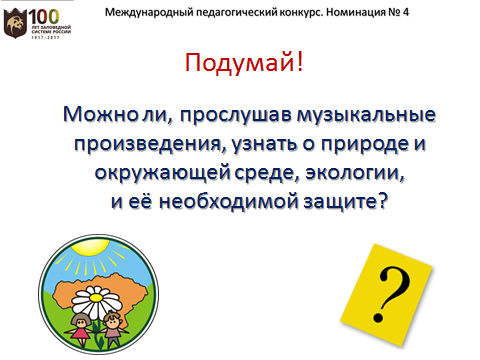 100
ЛЕТ ЗАПОВЕДНОЙ
СИСТЕМЕ РОССИИ
1917-2017
Международный педагогический конкурс. Номинация № 4
Подумай!
Можно ли, прослушав музыкальные
произведения, узнать о природе и
окружающей среде, экологии,
и её необходимой защите?
?